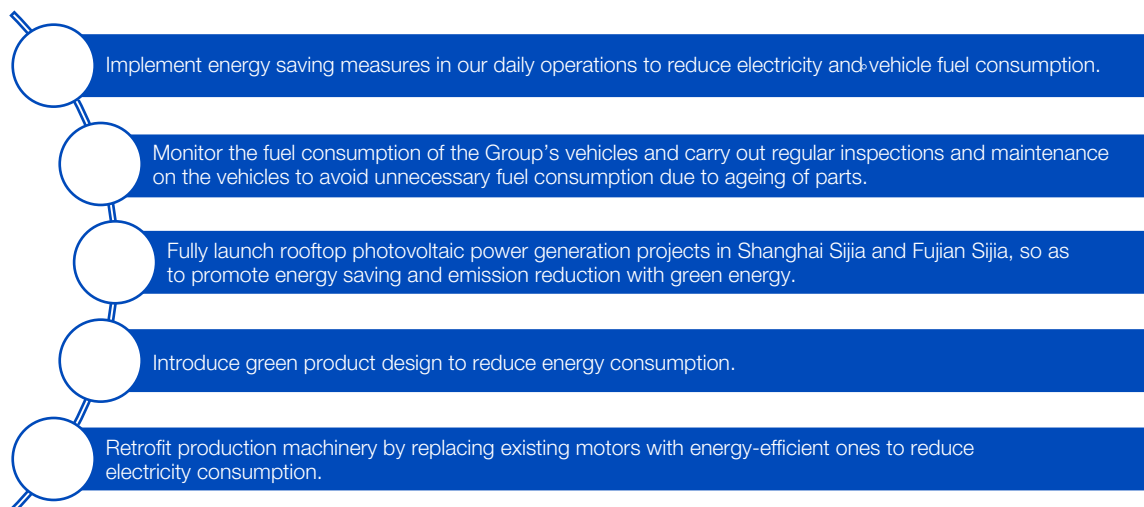 Implement energy saving measures in our daily operations to reduce electricity and vehicle fuel consumption.
Monitor the fuel consumption of the Group’s vehicles and carry out regular inspections and maintenance
on the vehicles to avoid unnecessary fuel consumption due to ageing of parts.
Fully launch rooftop photovoltaic power generation projects in Shanghai Sijia and Fujian Sijia, so as
to promote energy saving and emission reduction with green energy.
Introduce green product design to reduce energy consumption.
Retrofit production machinery by replacing existing motors with energy-efficient ones to reduce
electricity consumption.